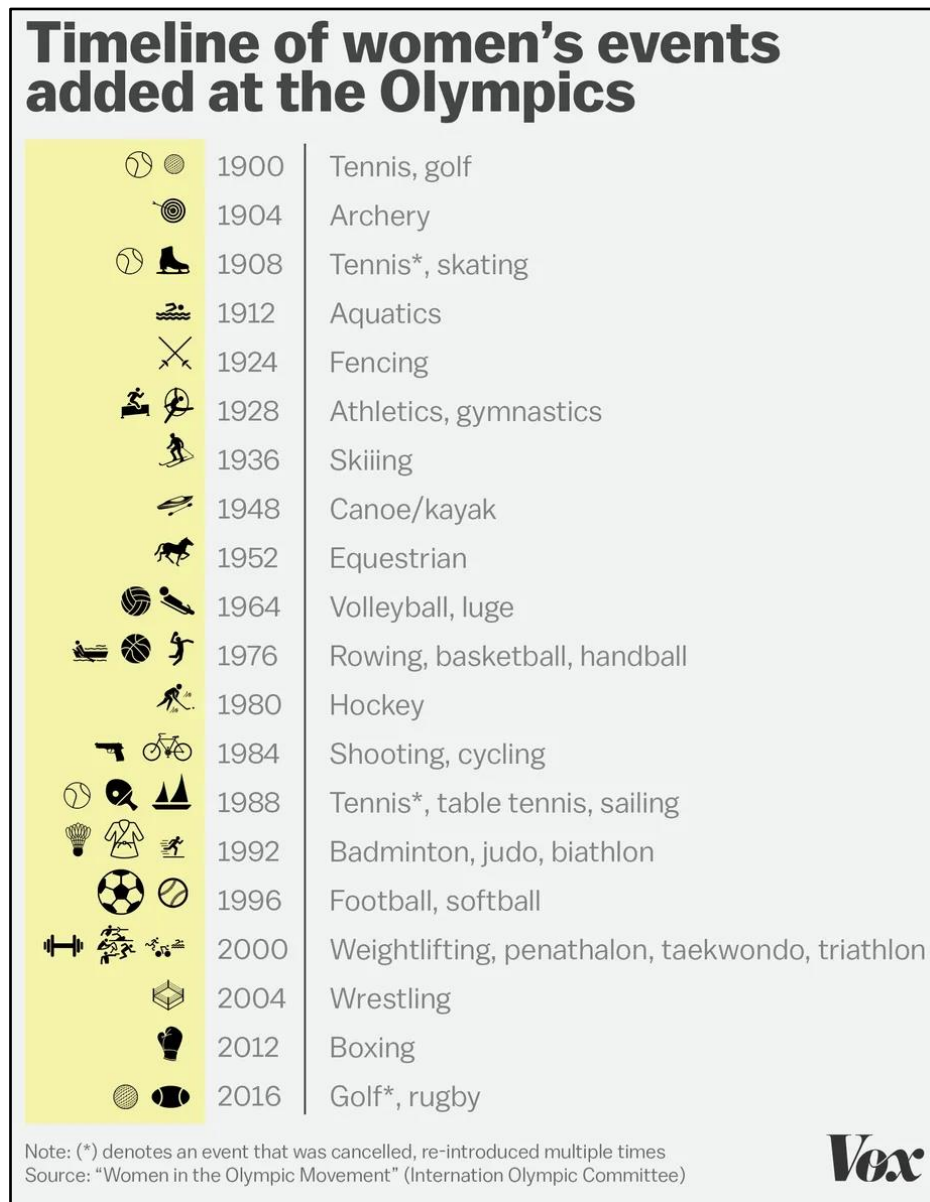 Timeline of women's events
added at the Olympics
1900 Tennis, golf
1904 Archery
1908 Tennis*, skating
1912 Aquatics
1924 Fencing
1928 Athletics, gymnastics
1936 Skiiing
1948 Canoe/kayak
1952 Equestrian
1964 Volleyball, luge
1976 Rowing, basketball, handball
1980 Hockey
1984 Shooting, cycling
1988 Tennis*, table tennis, sailing
1992 Badminton, judo, biathlon
1996 Football, softball
2000 Weightlifting, penathalon, taekwondo, triathlon
2004 Wrestling
2012 Boxing
2016 Golf*, rugby
Note: (*) denotes an event that was cancelled, re-introduced multiple times
Source: “Women in the Olympic Movement” (Internation Olympic Committee)
Vox